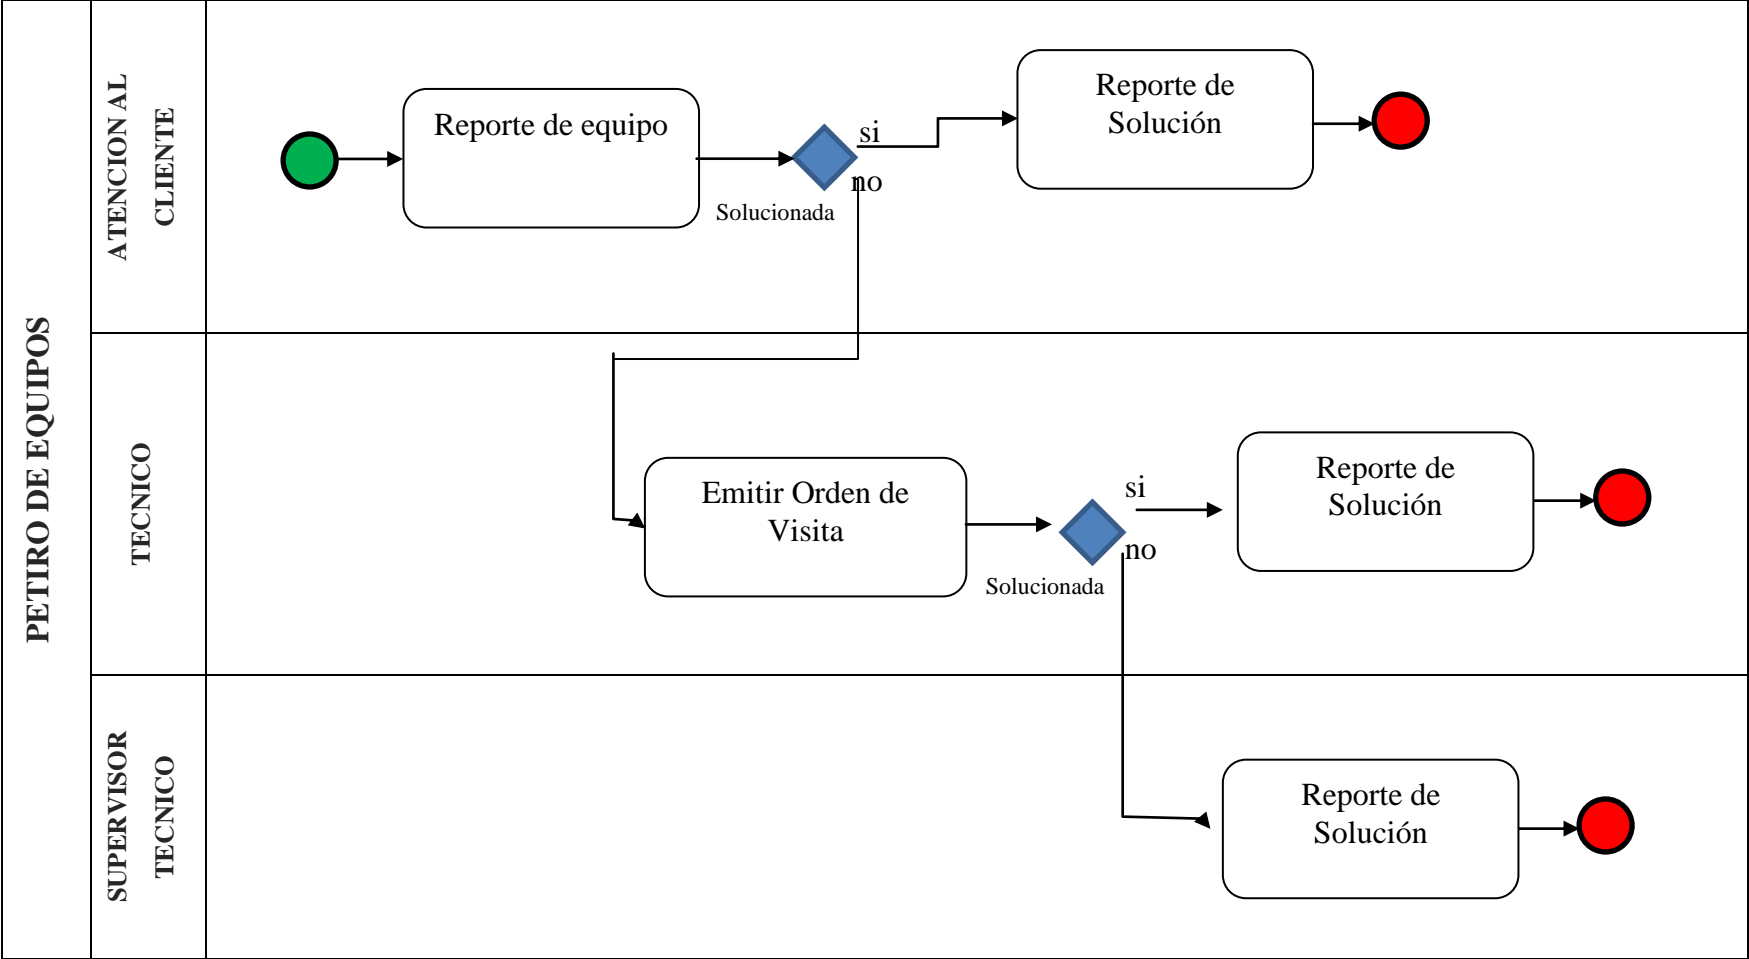 PETIRO DE EQUIPOS
ATENCION AL
CLIENTE
Reporte de equipo
Solucionada
si
no
Reporte de
Solución
TECNICO
Emitir Orden de
Visita
Solucionada
si
no
Reporte de
Solución
SUPERVISOR
TECNICO
Reporte de
Solución